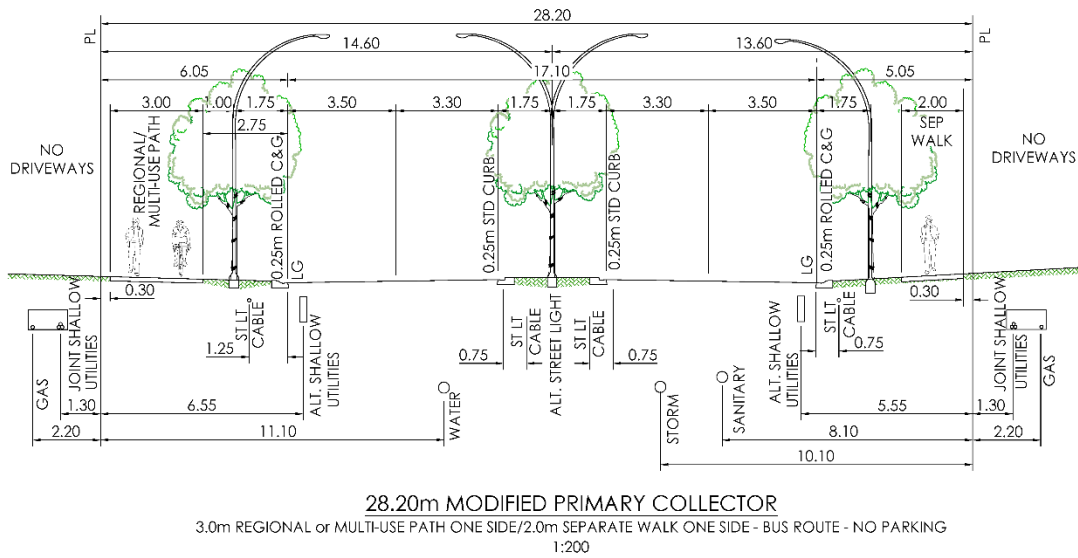 28.20
PL
PL
14.60
13.60
6.05
17.10
5.05
3.00
1.00
1.75
3.50
3.30
1.75
1.75
3.30
3.50
1.75
2.00
2.75
NO
DRIVEWAYS
REGIONAL/
MULTI-USE PATH
0.25m ROLLED C&G
LG
0.25m STD CURB
0.25m STD CURB
LG
0.25m ROLLED C&G
SEP
WALK
NO
DRIVEWAYS
0.30
0.30
JOINT SHALLOW
UTILITIES
GAS
ST LT
CABLE
1.25
ALT. SHALLOW
UTILITIES
0.75
ST LT
CABLE
ALT. STREET LIGHT
ST LT
CABLE
0.75
ALT. SHALLOW
UTILITIES
ST LT
CABLE
0.75
JOINT SHALLOW
UTILITIES
GAS
1.30
6.55
WATER
STORM
SANITARY
5.55
1.30
2.20
11.10
8.10
2.20
10.10
28.20m MODIFIED PRIMARY COLLECTOR
3.0m REGIONAL or MULTI-USE PATH ONE SIDE/2.0m SEPARATE WALK ONE SIDE - BUS ROUTE - NO PARKING
1:200